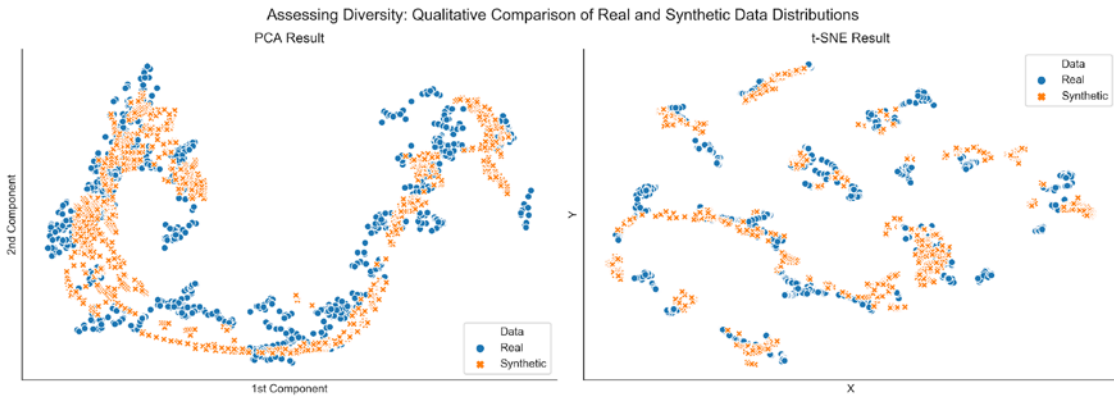 Assessing Diversity: Qualitative Comparison of Real and Synthetic Data Distributions
PCA Result
2nd Component
1st Component
Data
Real
Synthetic
t-SNE Result
Y
X
Data
Real
Synthetic